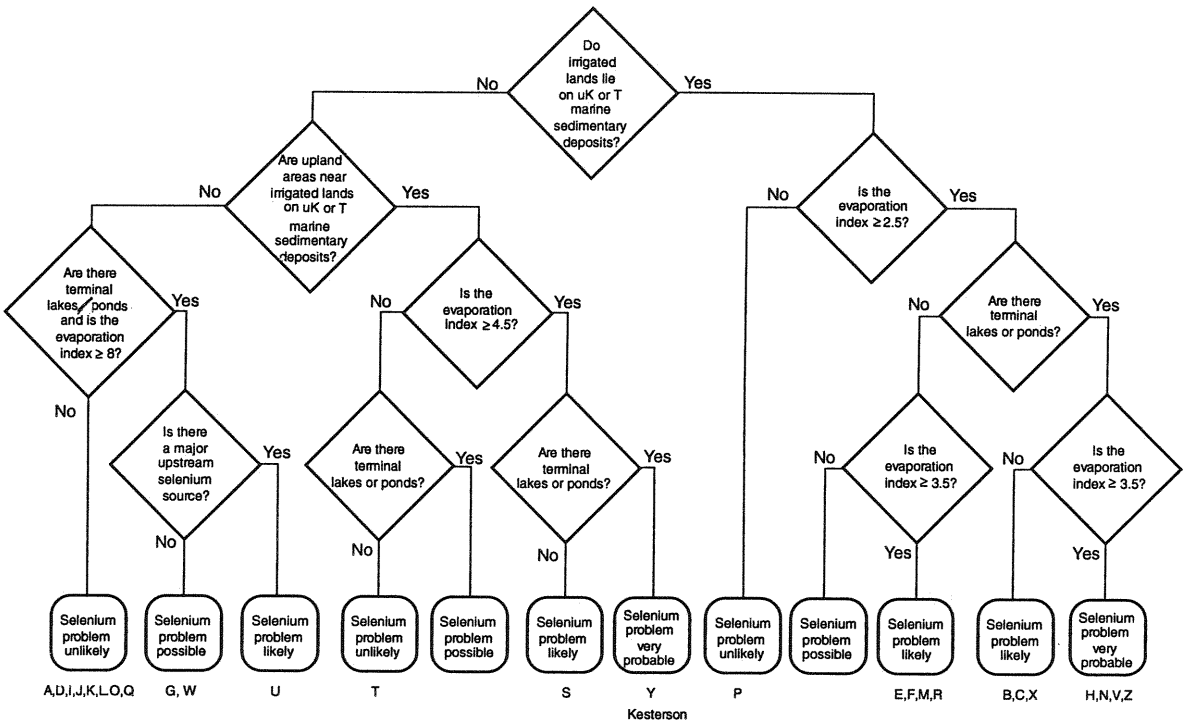 Do
irrigated
lands lie
on uK or T
marine
sedimentary
deposits?
No
Yes
Are upland
areas near
irrigated lands
on uK or T
marine
sedimentary
deposits?
No
Yes
Is the
evaporation
index ≥2.5?
No
Yes
Are there
terminal
lakes/ponds
and is the
evaporation
index ≥ 8?
Yes
No
Is the
evaporation
index ≥ 4.5?
No
Yes
Are there
terminal
lakes or ponds?
No
Yes
Is there
a major
upstream
selenium
source?
Yes
No
Are there
terminal
lakes or ponds?
Yes
No
Are there
terminal
lakes or ponds?
Yes
No
Is the
evaporation
index ≥ 3.5?
No
Yes
Is the
evaporation
index ≥ 3.5?
No
Yes
Selenium
problem
unlikely
Selenium
problem
possible
Selenium
problem
likely
Selenium
problem
unlikely
Selenium
problem
possible
Selenium
problem
likely
Selenium
problem
very
probable
Selenium
problem
unlikely
Selenium
problem
possible
Selenium
problem
likely
Selenium
problem
likely
Selenium
problem
very
probable
A,D,I,J,K,L.O,Q
G, W
U
T
S
Y
P
E,F,M,R
B,C,X
H,N,V,Z
Kesterson